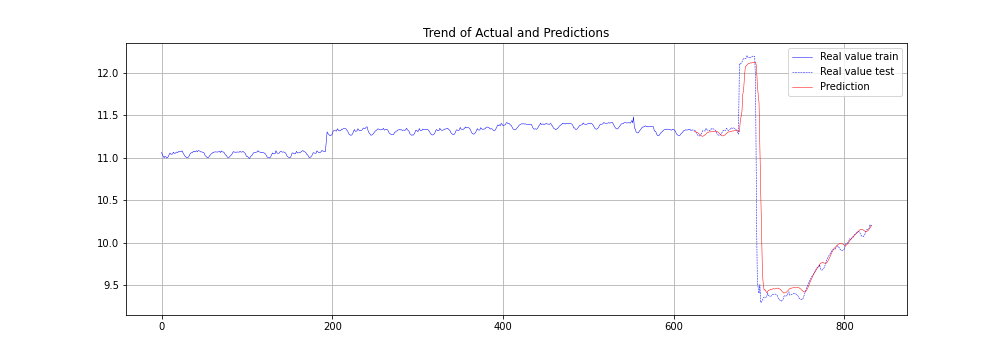 Trend of Actual and Predictions
Real value train
Real value test
Prediction
12.0
11.5
11.0
10.5
10.0
9.5
0
200
400
600
800